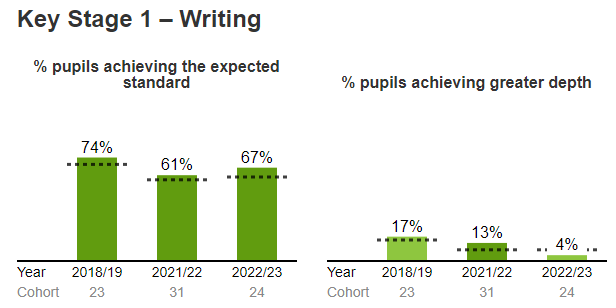 Key Stage 1 – Writing
% pupils achieving the expected
standard
74%
61%
67%
Year 2018/19 2021/22 2022/23
Cohort 23 31 24
% pupils achieving greater depth
17%
13%
4%
Year 2018/19 2021/22 2022/23
Cohort 23 31 24